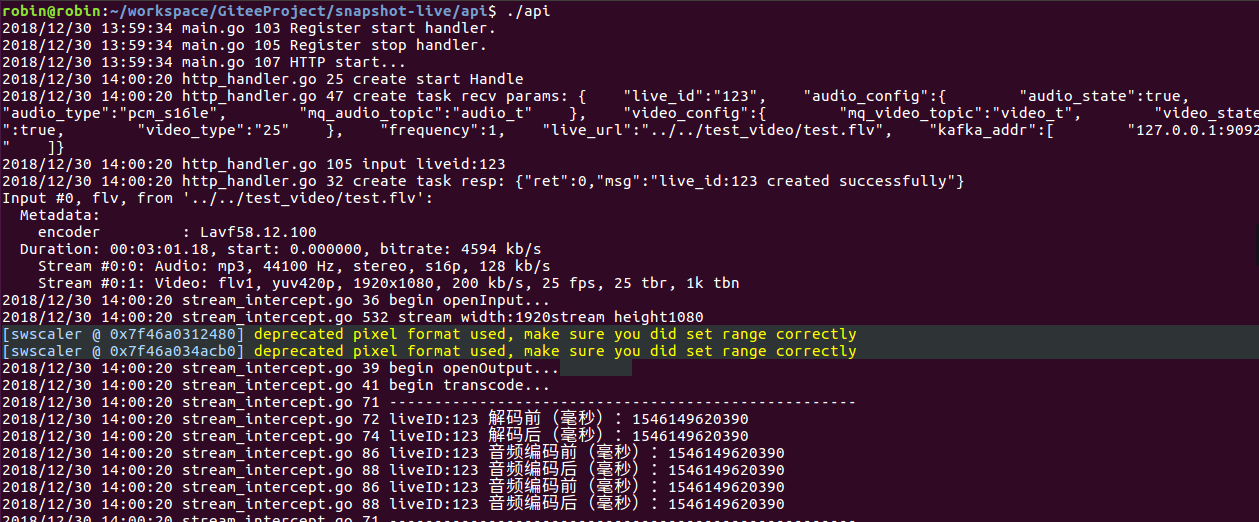 robin@robin:~/workspace/GiteeProject/snapshot-live/api$ ./api
2018/12/30 13:59:34 main.go 103 Register start handler.
2018/12/30 13:59:34 main.go 105 Register stop handler.
2018/12/30 13:59:34 main.go 107 HTTP start...
2018/12/30 14:00:20 http_handler.go 25 create start Handle
2018/12/30 14:00:20 http_handler.go 47 create task recv params: {    "live_id":"123",    "audio_config":{        "audio_state":true,
"audio_type":"pcm_s16le",        "mq_audio_topic":"audio_t"    },    "video_config":{        "mq_video_topic":"video_t",        "video_state
":true,        "video_type":"25"    },    "frequency":1,    "live_url":"../../test_video/test.flv",    "kafka_addr":[        "127.0.0.1:9092
"    ]}
2018/12/30 14:00:20 http_handler.go 105 input liveid:123
2018/12/30 14:00:20 http_handler.go 32 create task resp: {"ret":0,"msg":"live_id:123 created successfully"}
Input #0, flv, from '../../test_video/test.flv':
  Metadata:
    encoder         : Lavf58.12.100
  Duration: 00:03:01.18, start: 0.000000, bitrate: 4594 kb/s
    Stream #0:0: Audio: mp3, 44100 Hz, stereo, s16p, 128 kb/s
    Stream #0:1: Video: flv1, yuv420p, 1920x1080, 200 kb/s, 25 fps, 25 tbr, 1k tbn
2018/12/30 14:00:20 stream_intercept.go 36 begin openInput...
2018/12/30 14:00:20 stream_intercept.go 532 stream width:1920stream height1080
[swscaler @ 0x7f46a0312480] deprecated pixel format used, make sure you did set range correctly
[swscaler @ 0x7f46a034acb0] deprecated pixel format used, make sure you did set range correctly
2018/12/30 14:00:20 stream_intercept.go 39 begin openOutput...
2018/12/30 14:00:20 stream_intercept.go 41 begin transcode...
2018/12/30 14:00:20 stream_intercept.go 71 ----------------------------------------------------
2018/12/30 14:00:20 stream_intercept.go 72 liveID:123 解码前（毫秒）：1546149620390
2018/12/30 14:00:20 stream_intercept.go 74 liveID:123 解码后（毫秒）：1546149620390
2018/12/30 14:00:20 stream_intercept.go 86 liveID:123 音频编码前（毫秒）：1546149620390
2018/12/30 14:00:20 stream_intercept.go 88 liveID:123 音频编码后（毫秒）：1546149620390
2018/12/30 14:00:20 stream_intercept.go 86 liveID:123 音频编码前（毫秒）：1546149620390
2018/12/30 14:00:20 stream_intercept.go 88 liveID:123 音频编码后（毫秒）：1546149620390
2018/12/30 14:00:20 stream_intercept.go 71 ----------------------------------------------------